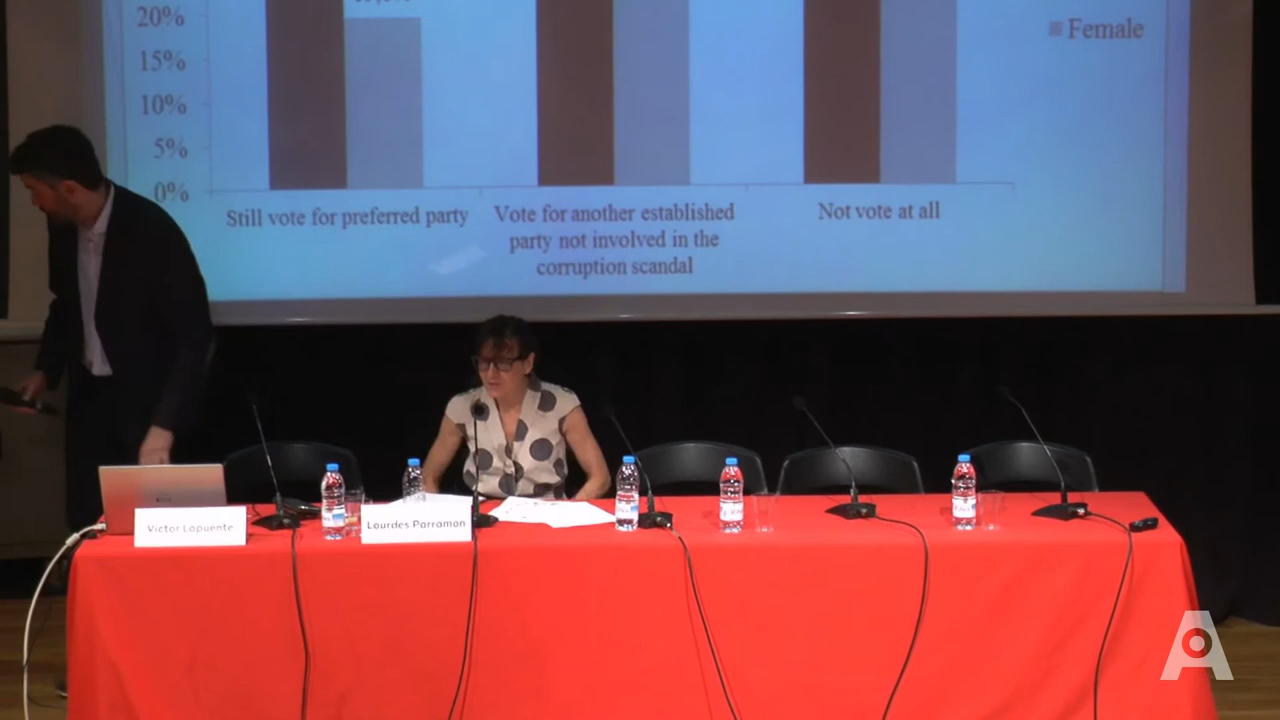 20%
Female
15%
10%
5%
0%
Still vote for preferred party
Vote for another established
party not involved in the
corruption scandal
Not vote at all
Víctor Lapuente
Lourdes Parramon